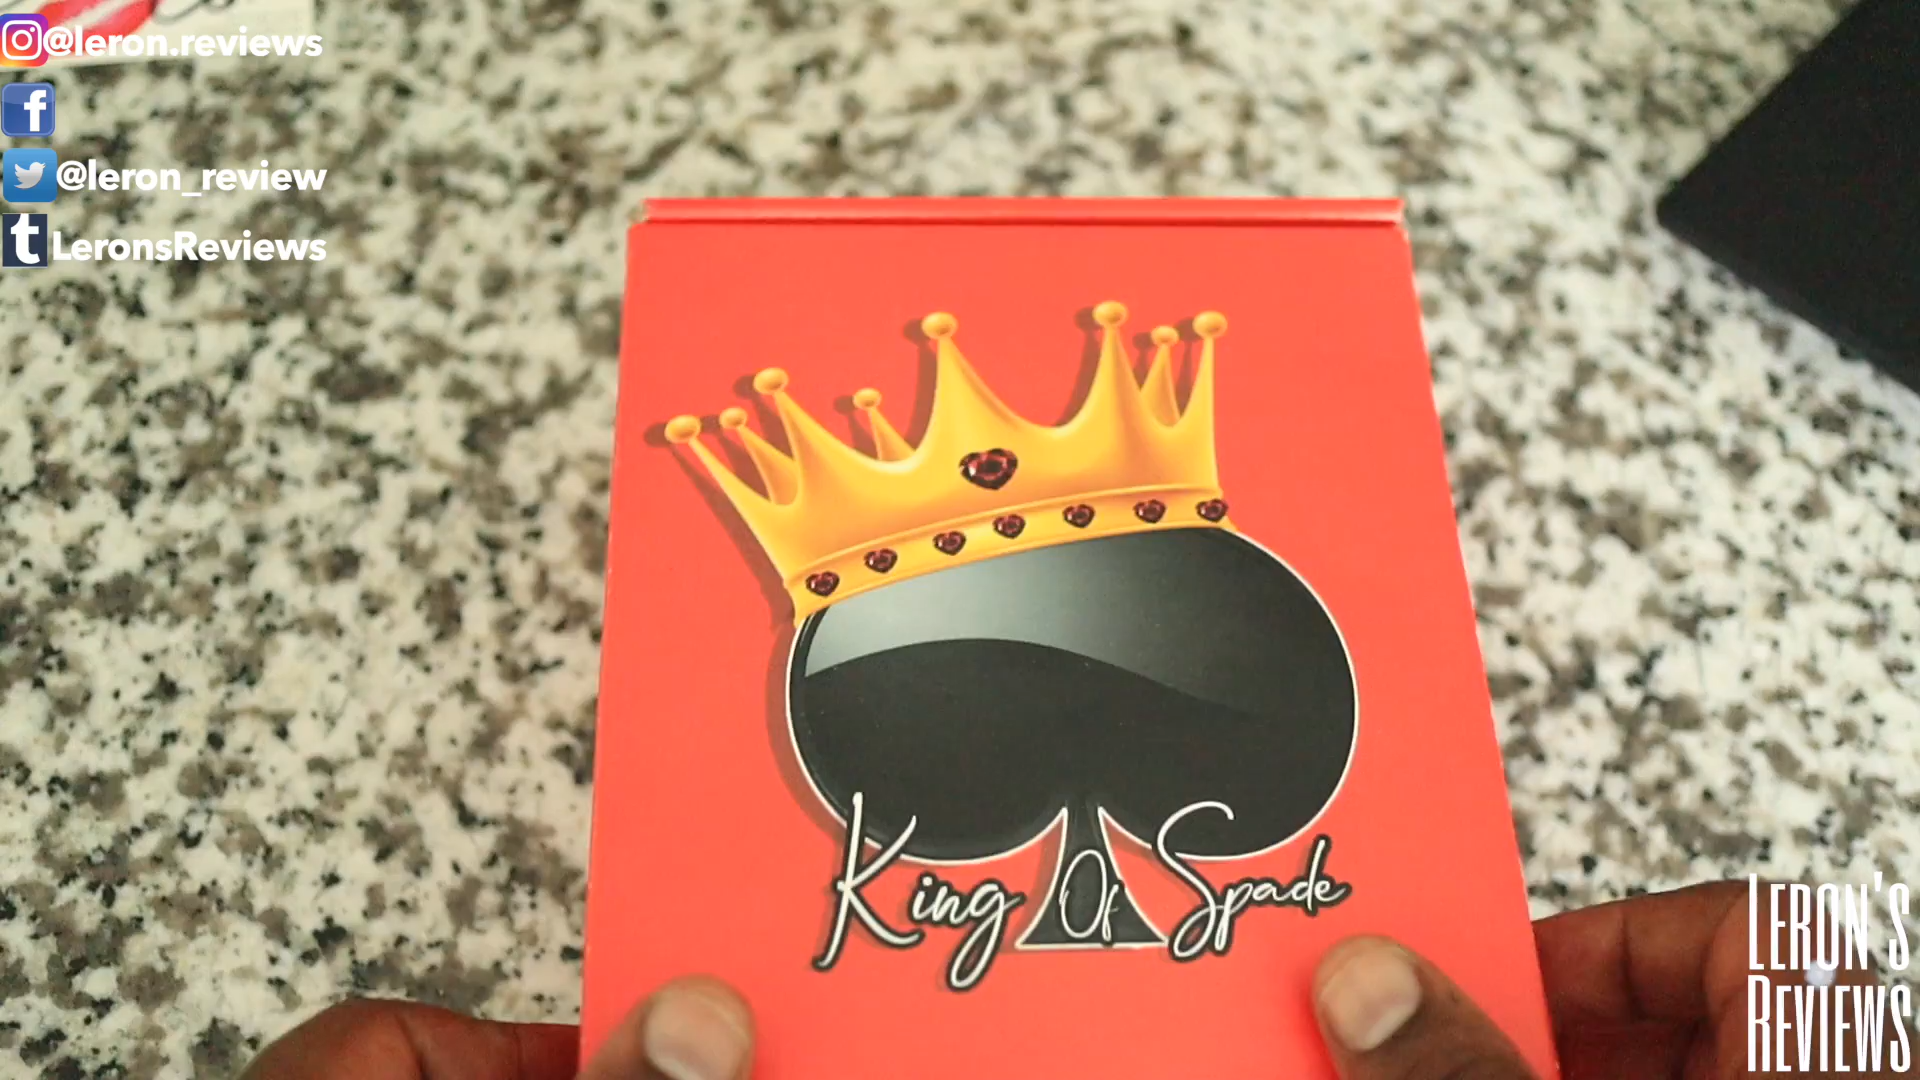 @leron.reviews
f
@leron_review
t LeronsReviews
King Of Spade
LERON'S
REVIEWS